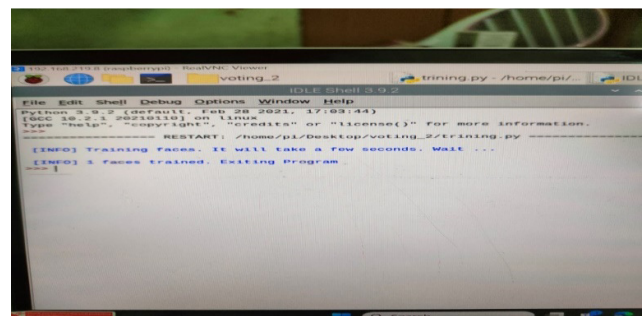 192.168.219.8 (raspberrypi) - RealVNC Viewer
voting_2
trining.py - /home/pi/...
IDL
IDLE Shell 3.9.2
File Edit Shell Debug Options Window Help
Python 3.9.2 (default, Feb 28 2021, 17:03:44)
[GCC 10.2.1 20210110] on linux
Type "help", "copyright", "credits" or "license()" for more information.
>>>
=============== RESTART: /home/pi/Desktop/voting_2/trining.py ===============
[INFO] Training faces. It will take a few seconds. Wait ...
[INFO] 1 faces trained. Exiting Program
>>>